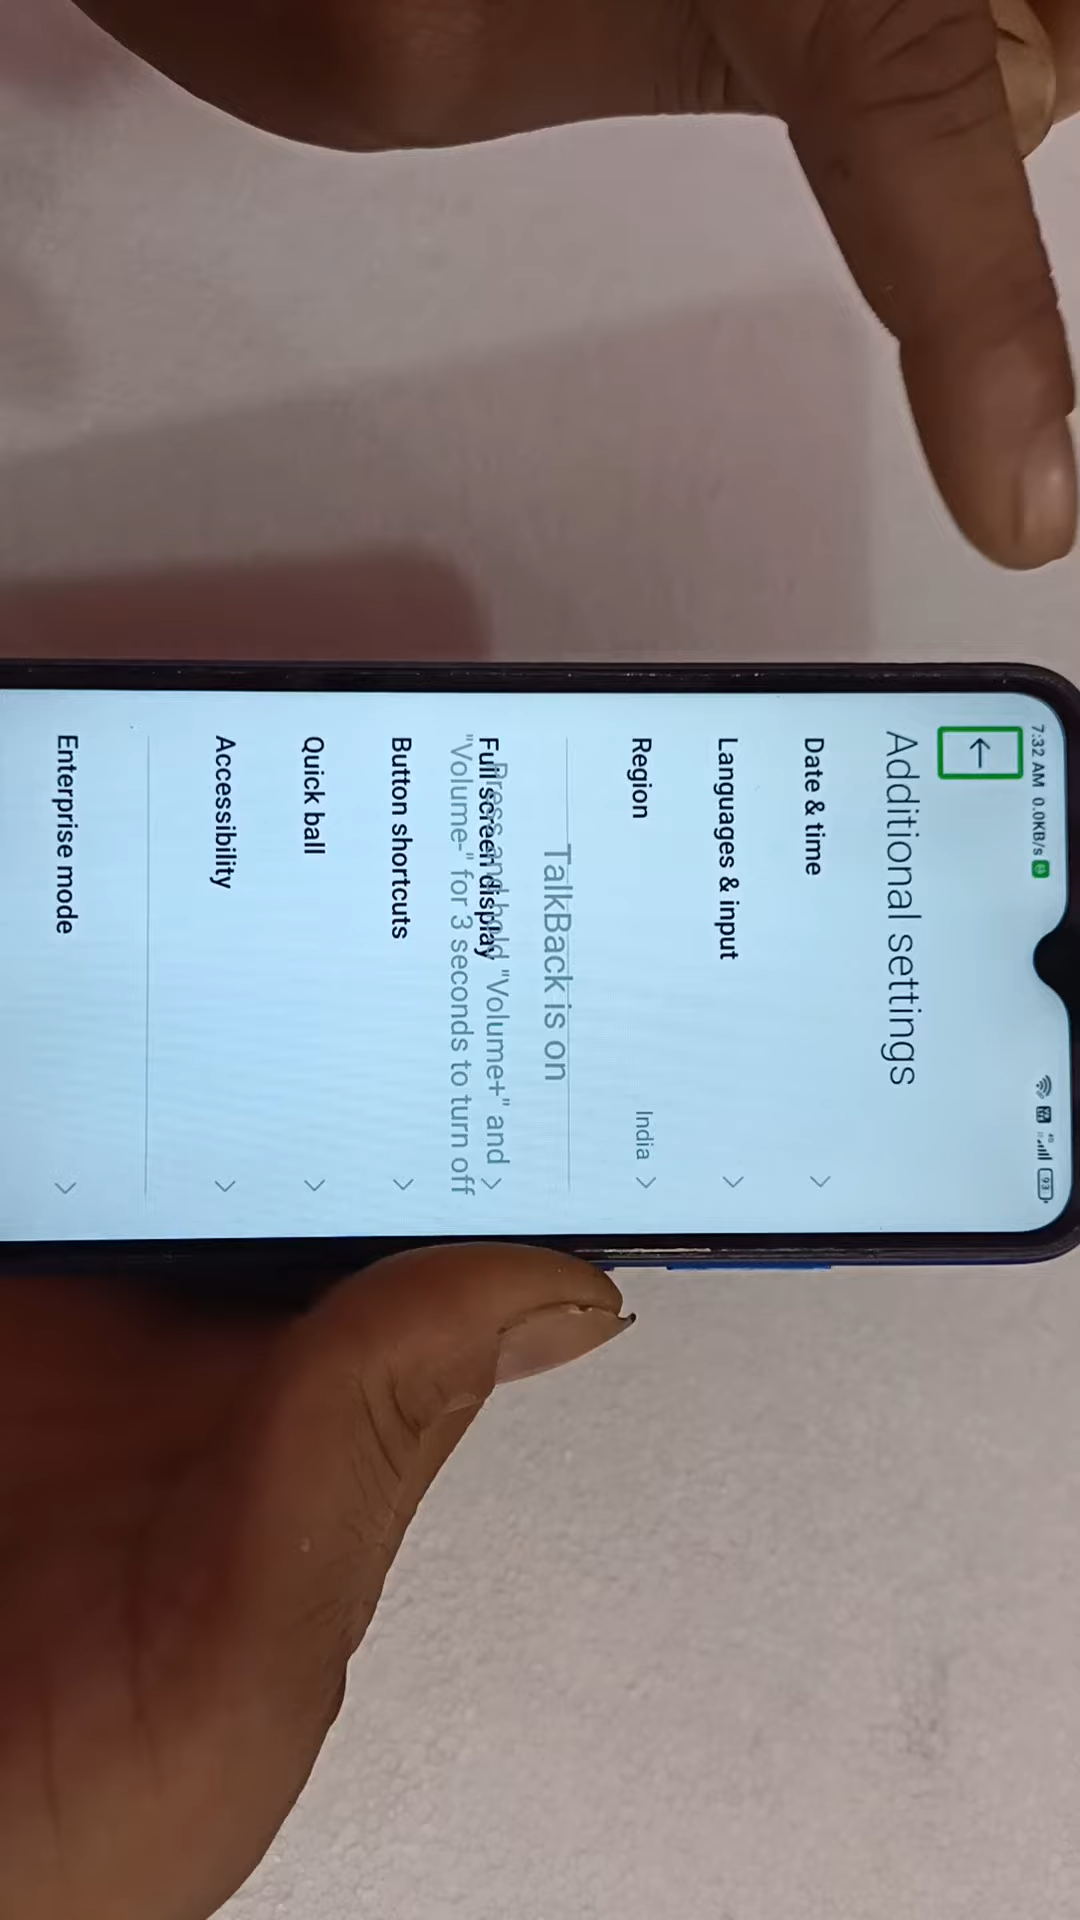 7:32 AM 0.0KB/s
93
Additional settings
Date & time
Languages & input
Region
India
TalkBack is on
Full screen display
Press and hold "Volume+" and
"Volume-" for 3 seconds to turn off
Button shortcuts
Quick ball
Accessibility
Enterprise mode